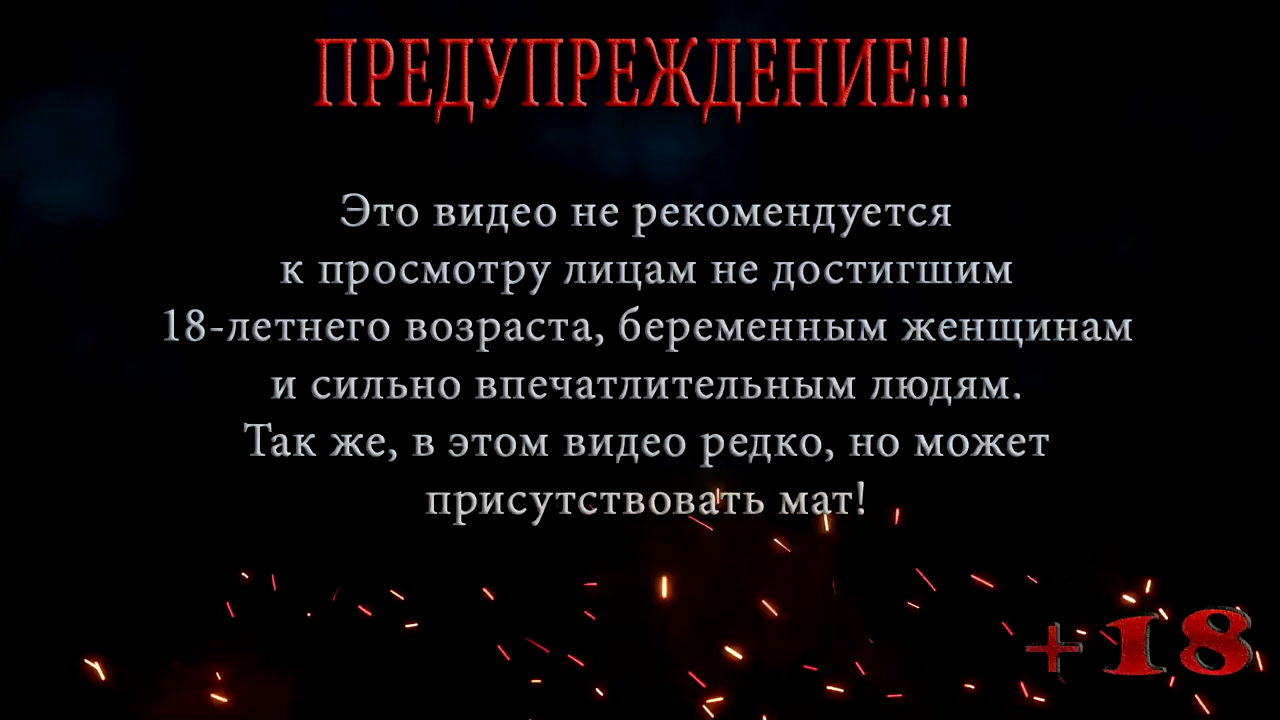 ПРЕДУПРЕЖДЕНИЕ!!!
Это видео не рекомендуется
к просмотру лицам не достигшим
18-летнего возраста, беременным женщинам
и сильно впечатлительным людям.
Так же, в этом видео редко, но может
присутствовать мат!
+18